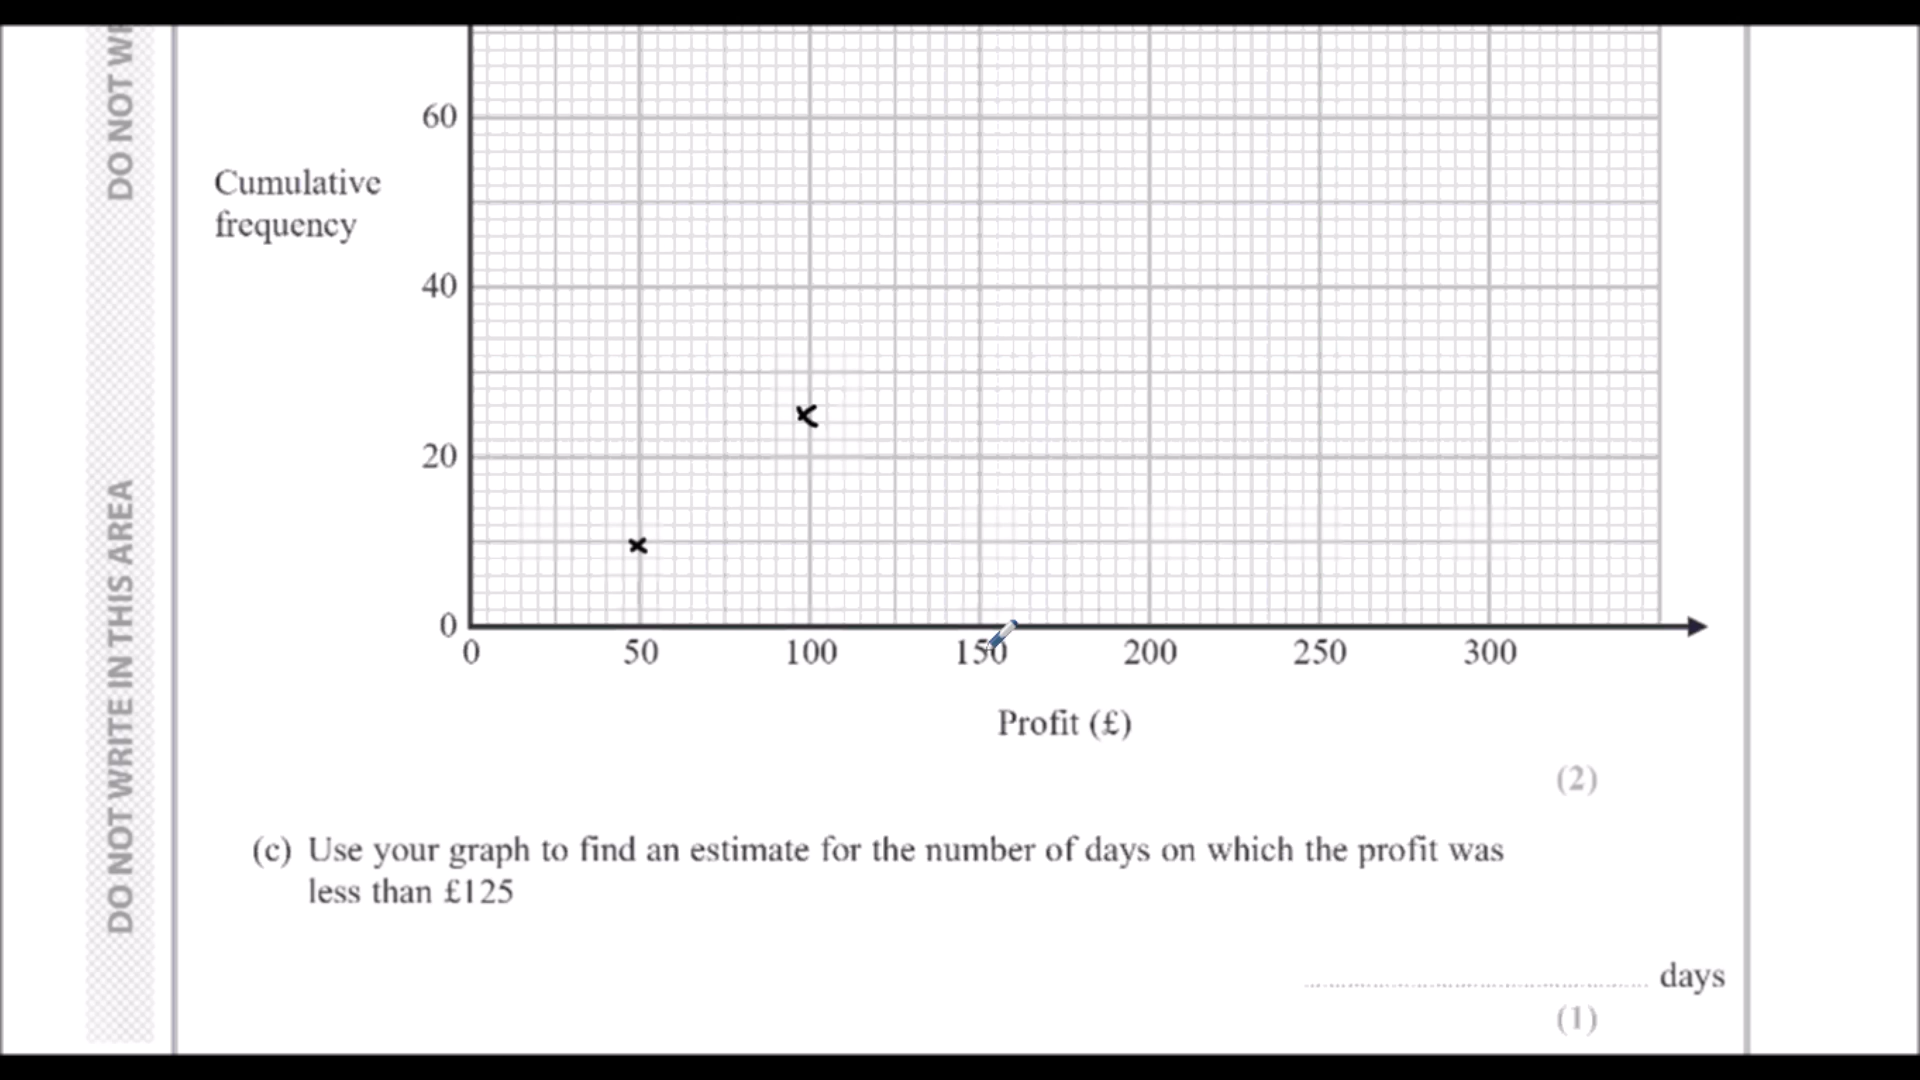 DO NOT WR
60
Cumulative
frequency
40
20
0
0 50 100 150 200 250 300
Profit (£)
(2)
DO NOT WRITE IN THIS AREA
(c) Use your graph to find an estimate for the number of days on which the profit was
less than £125
days
(1)